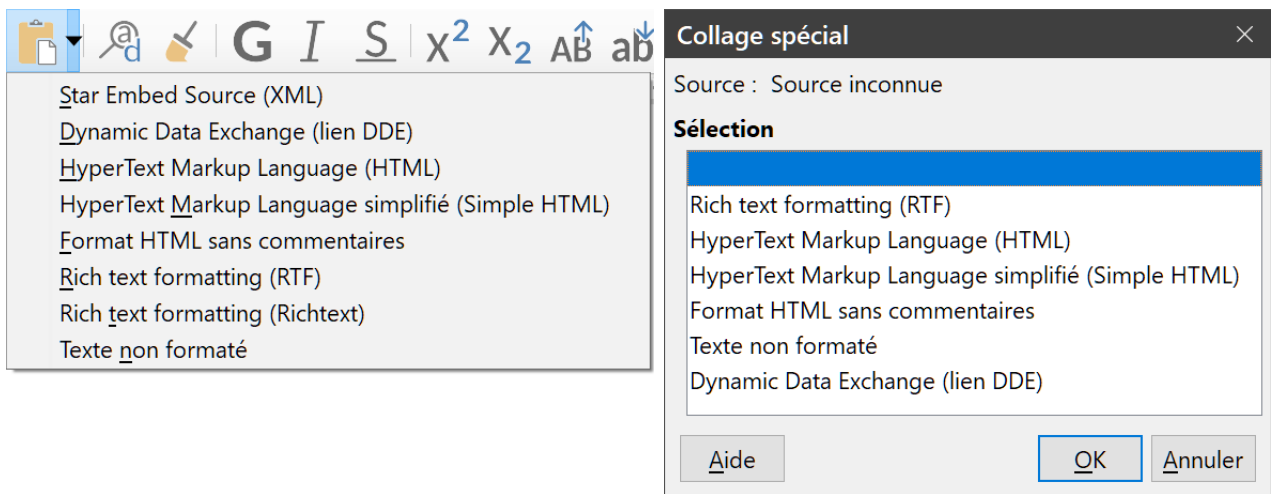 G I S X² X₂ AB ab
Star Embed Source (XML)
Dynamic Data Exchange (lien DDE)
HyperText Markup Language (HTML)
HyperText Markup Language simplifié (Simple HTML)
Format HTML sans commentaires
Rich text formatting (RTF)
Rich text formatting (Richtext)
Texte non formaté
Collage spécial
Source : Source inconnue
Sélection
Rich text formatting (RTF)
HyperText Markup Language (HTML)
HyperText Markup Language simplifié (Simple HTML)
Format HTML sans commentaires
Texte non formaté
Dynamic Data Exchange (lien DDE)
Aide OK Annuler